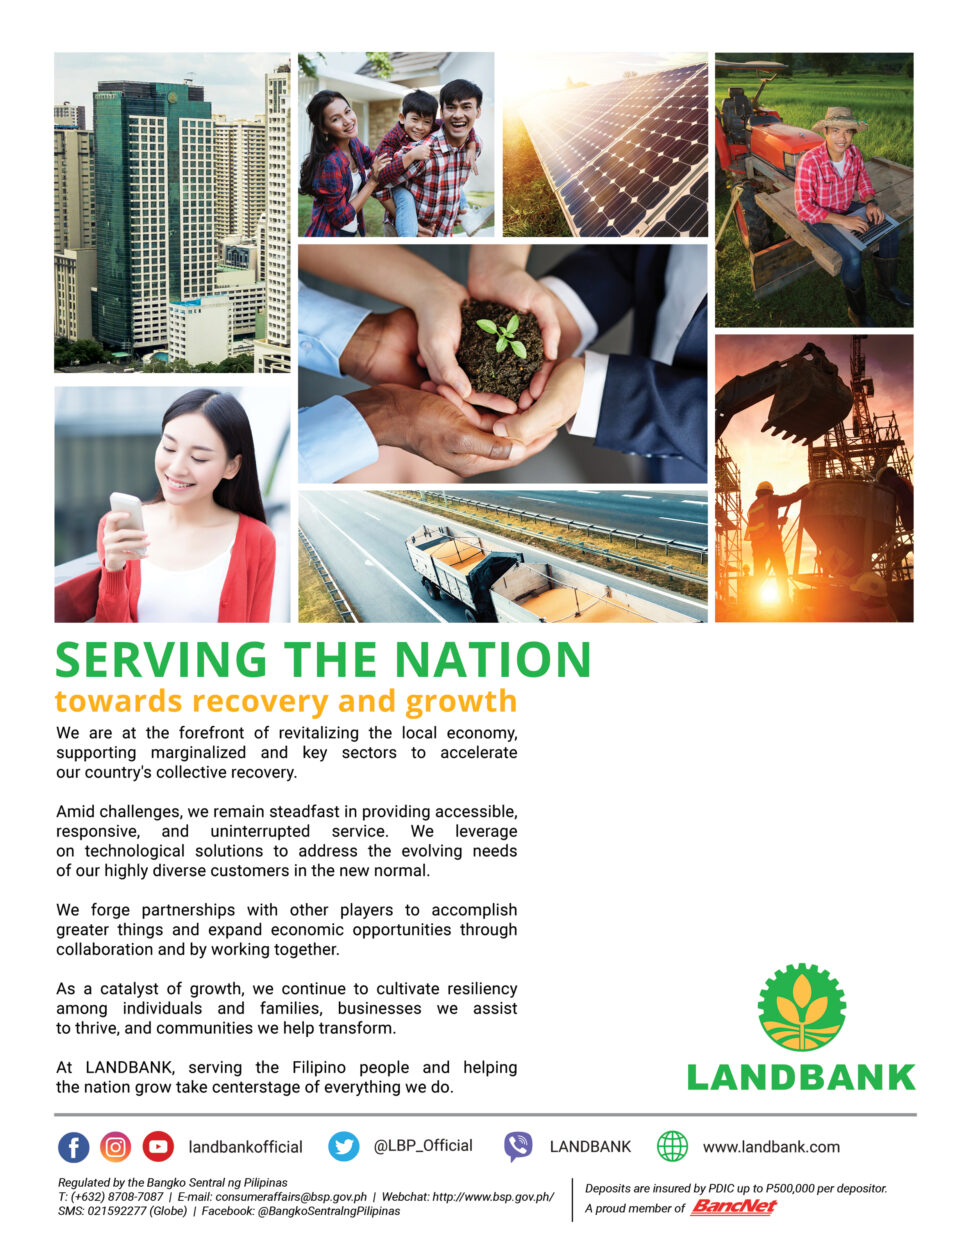 SERVING THE NATION
towards recovery and growth
We are at the forefront of revitalizing the local economy,
supporting marginalized and key sectors to accelerate
our country's collective recovery.
Amid challenges, we remain steadfast in providing accessible,
responsive, and uninterrupted service. We leverage
on technological solutions to address the evolving needs
of our highly diverse customers in the new normal.
We forge partnerships with other players to accomplish
greater things and expand economic opportunities through
collaboration and by working together.
As a catalyst of growth, we continue to cultivate resiliency
among individuals and families, businesses we assist
to thrive, and communities we help transform.
At LANDBANK, serving the Filipino people and helping
the nation grow take centerstage of everything we do.
LANDBANK
landbankofficial @LBP_Official LANDBANK www.landbank.com
Regulated by the Bangko Sentral ng Pilipinas
T: (+632) 8708-7087 | E-mail: consumeraffairs@bsp.gov.ph | Webchat: http://www.bsp.gov.ph/
SMS: 021592277 (Globe) | Facebook: @BangkoSentralngPilipinas
Deposits are insured by PDIC up to P500,000 per depositor.
A proud member of BancNet